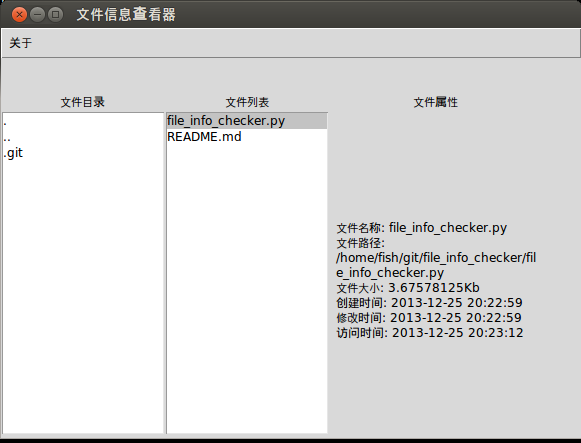 文件信息查看器
关于
文件目录
文件列表
文件属性
.
..
.git
file_info_checker.py
README.md
文件名称: file_info_checker.py
文件路径:
/home/fish/git/file_info_checker/fil
e_info_checker.py
文件大小: 3.67578125Kb
创建时间: 2013-12-25 20:22:59
修改时间: 2013-12-25 20:22:59
访问时间: 2013-12-25 20:23:12